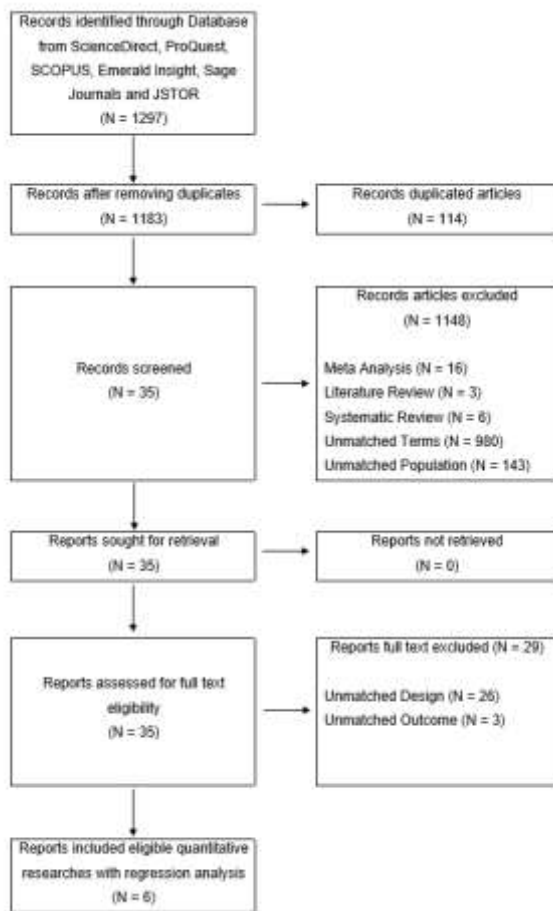 Records identified through Database
from ScienceDirect, ProQuest,
SCOPUS, Emerald Insight, Sage
Journals and JSTOR
(N = 1297)
Records after removing duplicates
(N = 1183)
Records duplicated articles
(N = 114)
Records screened
(N = 35)
Records articles excluded
(N = 1148)
Meta Analysis (N = 16)
Literature Review (N = 3)
Systematic Review (N = 6)
Unmatched Terms (N = 980)
Unmatched Population (N = 143)
Reports sought for retrieval
(N = 35)
Reports not retrieved
(N = 0)
Reports assessed for full text
eligibility
(N = 35)
Reports full text excluded (N = 29)
Unmatched Design (N = 26)
Unmatched Outcome (N = 3)
Reports included eligible quantitative
researches with regression analysis
(N = 6)